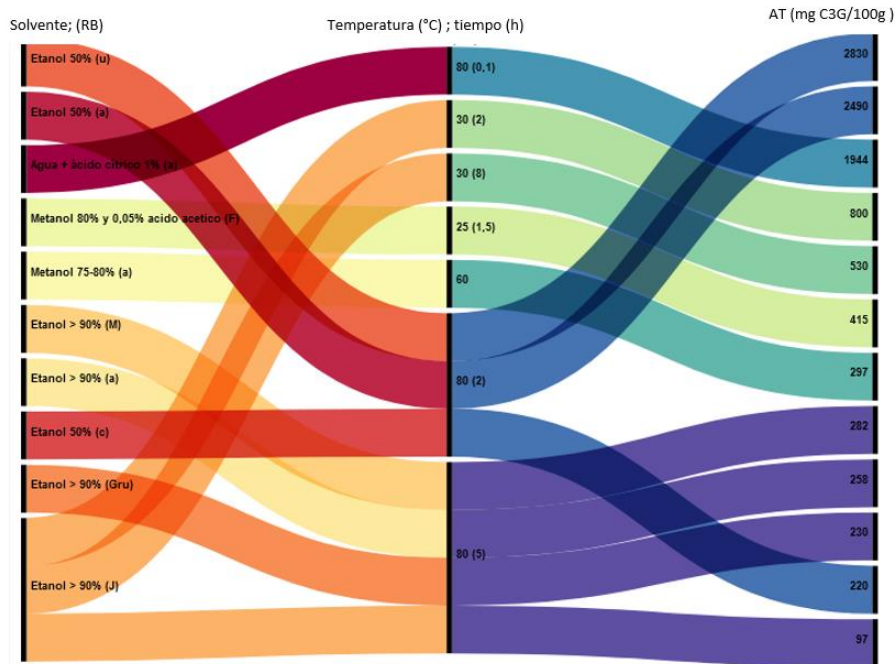 Solvente; (RB)
Temperatura (°C) ; tiempo (h)
AT (mg C3G/100g )
Etanol 50% (u)
Etanol 50% (a)
Agua + ácido cítrico 1% (a)
Metanol 80% y 0,05% acido acetico (F)
Metanol 75-80% (a)
Etanol > 90% (M)
Etanol > 90% (a)
Etanol 50% (c)
Etanol > 90% (Gru)
Etanol > 90% (J)
80 (0,1)
30 (2)
30 (8)
25 (1,5)
60
80 (2)
80 (5)
2830
2490
1944
800
530
415
297
282
258
230
220
97